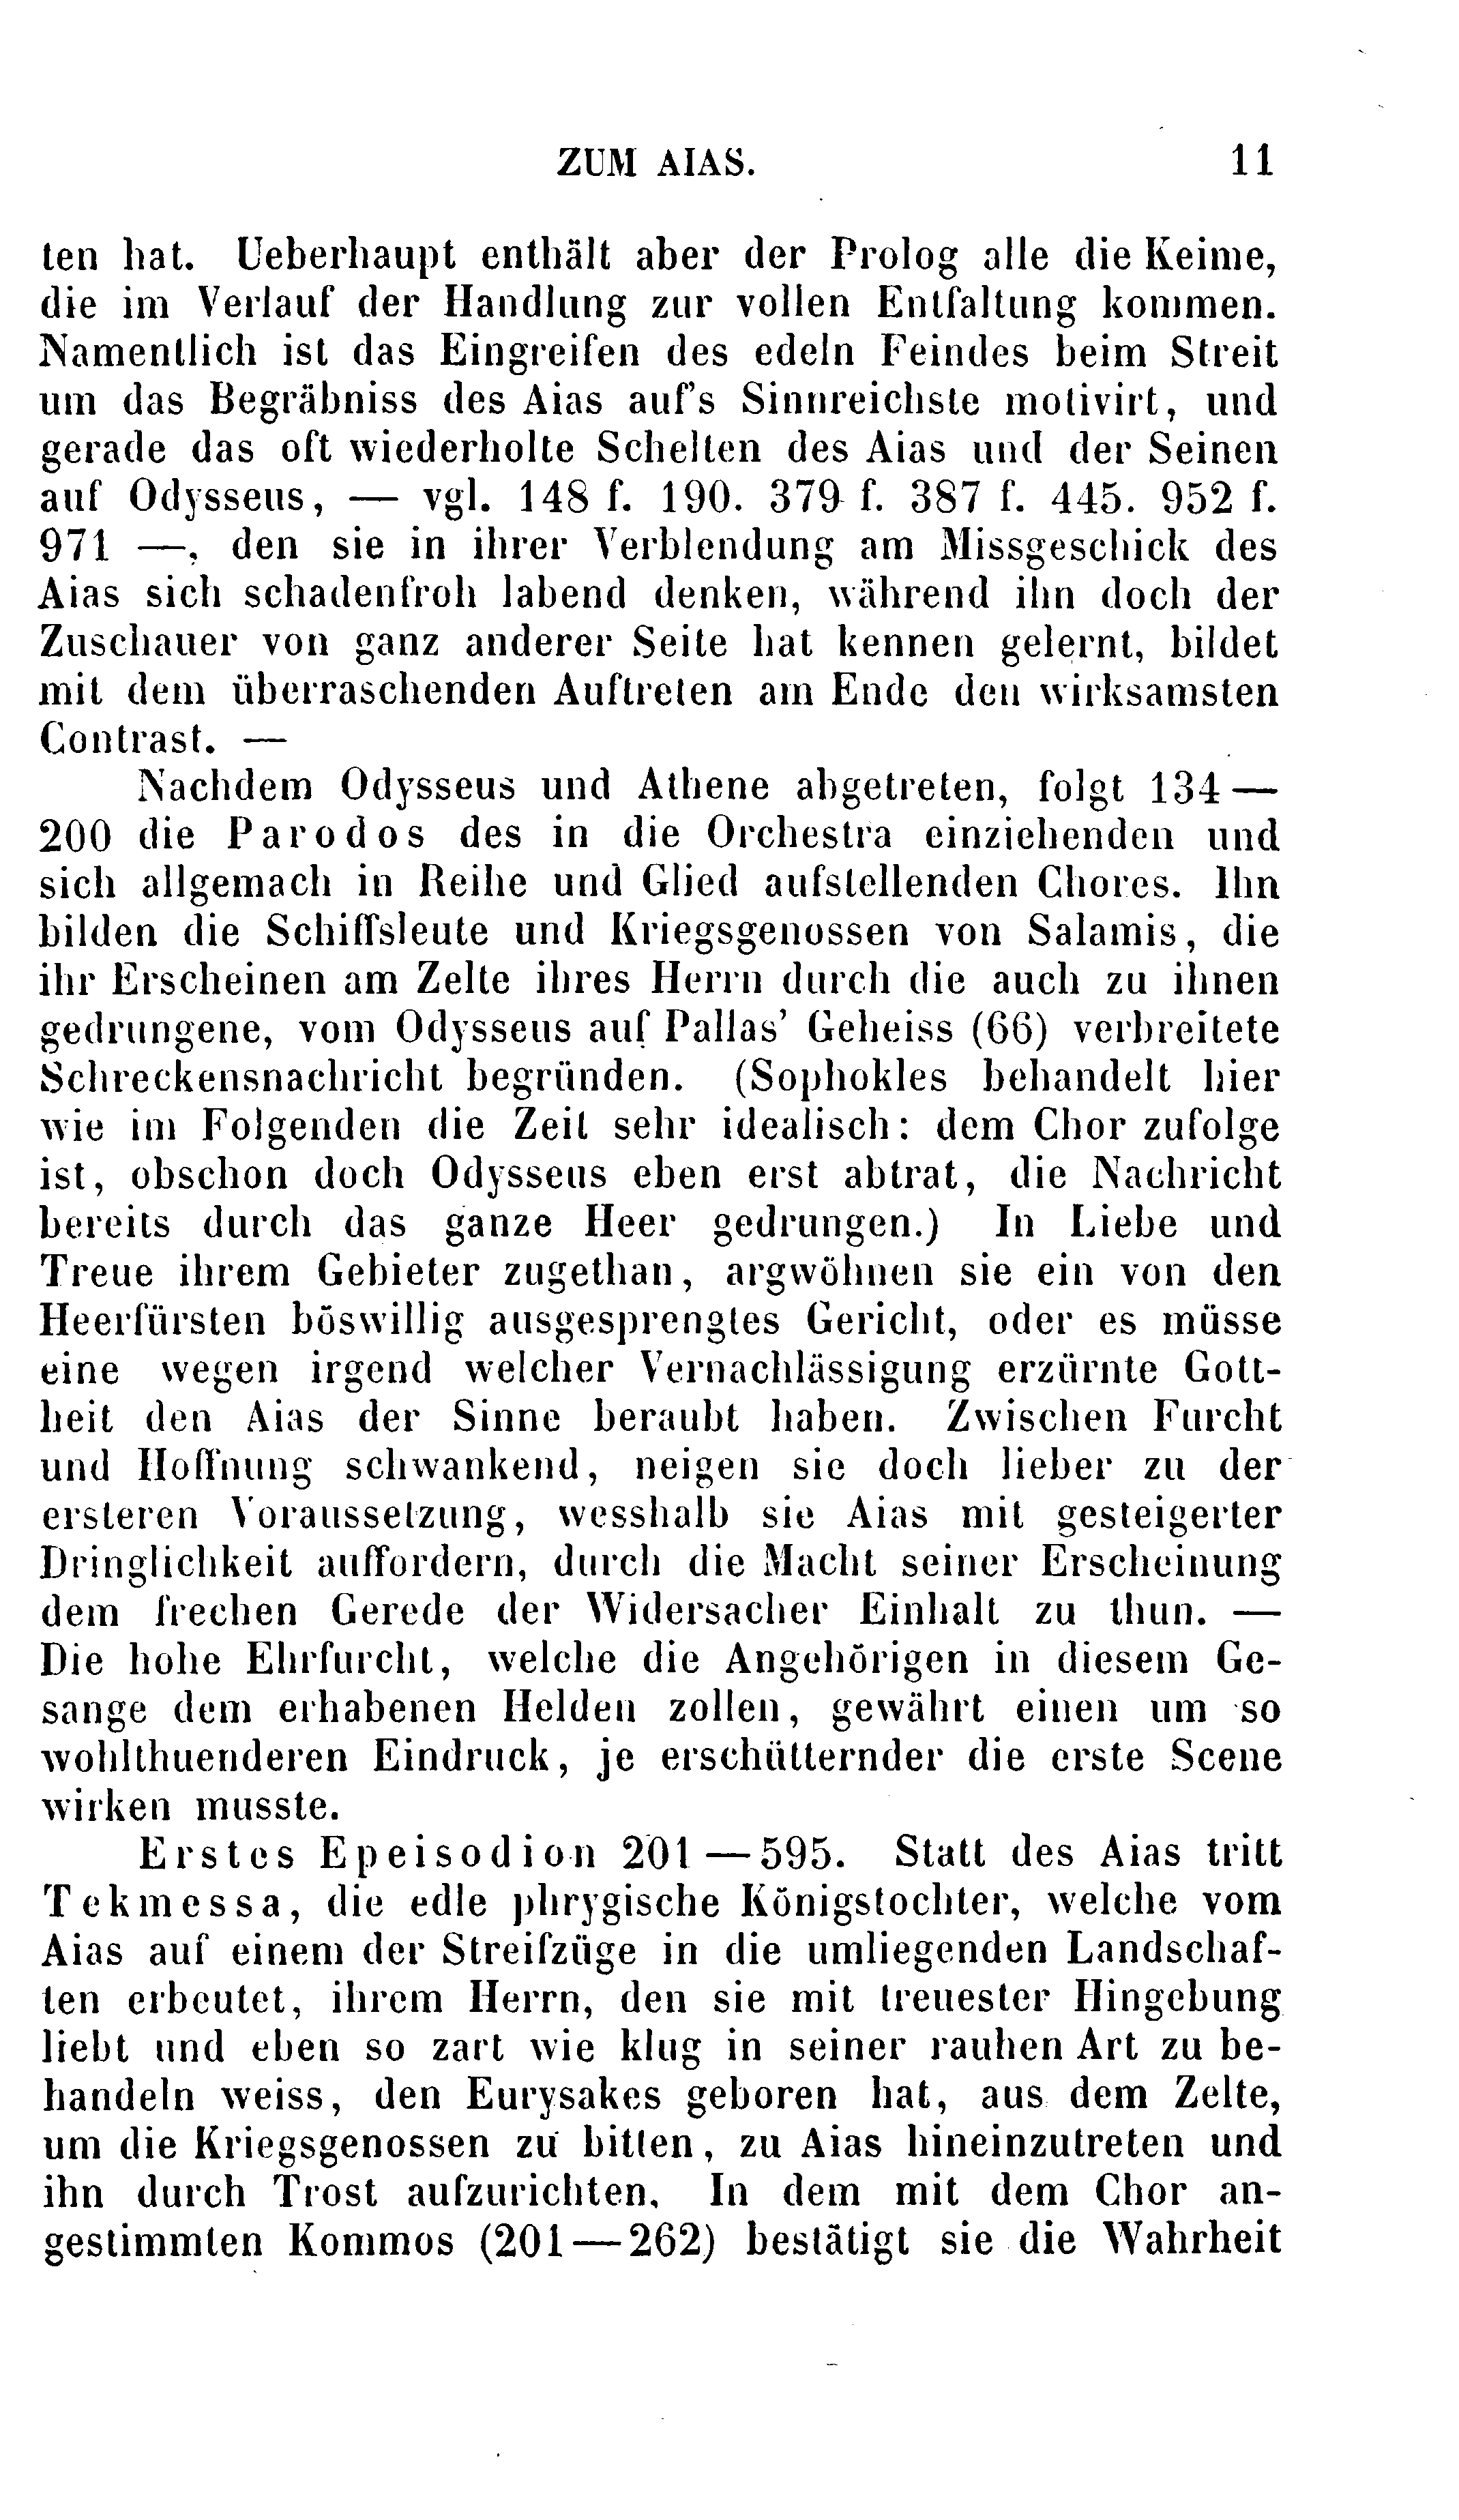 ZUM AIAS. 11
ten hat. Ueberhaupt enthält aber der Prolog alle die Keime,
die im Verlauf der Handlung zur vollen Entfaltung kommen.
Namentlich ist das Eingreifen des edeln Feindes beim Streit
um das Begräbniss des Aias auf's Sinnreichste motivirt, und
gerade das oft wiederholte Schelten des Aias und der Seinen
auf Odysseus, — vgl. 148 f. 190. 379 f. 387 f. 445. 952 f.
971 —, den sie in ihrer Verblendung am Missgeschick des
Aias sich schadenfroh labend denken, während ihn doch der
Zuschauer von ganz anderer Seite hat kennen gelernt, bildet
mit dem überraschenden Auftreten am Ende den wirksamsten
Contrast. —
Nachdem Odysseus und Athene abgetreten, folgt 134—
200 die Parodos des in die Orchestra einziehenden und
sich allgemach in Reihe und Glied aufstellenden Chores. Ihn
bilden die Schiffsleute und Kriegsgenossen von Salamis, die
ihr Erscheinen am Zelte ihres Herrn durch die auch zu ihnen
gedrungene, vom Odysseus auf Pallas' Geheiss (66) verbreitete
Schreckensnachricht begründen. (Sophokles behandelt hier
wie im Folgenden die Zeit sehr idealisch: dem Chor zufolge
ist, obschon doch Odysseus eben erst abtrat, die Nachricht
bereits durch das ganze Heer gedrungen.) In Liebe und
Treue ihrem Gebieter zugethan, argwöhnen sie ein von den
Heerfürsten böswillig ausgesprengtes Gericht, oder es müsse
eine wegen irgend welcher Vernachlässigung erzürnte Gott-
heit den Aias der Sinne beraubt haben. Zwischen Furcht
und Hoffnung schwankend, neigen sie doch lieber zu der
ersteren Voraussetzung, wesshalb sie Aias mit gesteigerter
Dringlichkeit auffordern, durch die Macht seiner Erscheinung
dem frechen Gerede der Widersacher Einhalt zu thun. —
Die hohe Ehrfurcht, welche die Angehörigen in diesem Ge-
sange dem erhabenen Helden zollen, gewährt einen um so
wohlthuenderen Eindruck, je erschütternder die erste Scene
wirken musste.
Erstes Epeisodion 201—595. Statt des Aias tritt
Tekmessa, die edle phrygische Königstochter, welche vom
Aias auf einem der Streifzüge in die umliegenden Landschaf-
ten erbeutet, ihrem Herrn, den sie mit treuester Hingebung
liebt und eben so zart wie klug in seiner rauhen Art zu be-
handeln weiss, den Eurysakes geboren hat, aus dem Zelte,
um die Kriegsgenossen zu bitten, zu Aias hineinzutreten und
ihn durch Trost aufzurichten. In dem mit dem Chor an-
gestimmten Kommos (201—262) bestätigt sie die Wahrheit